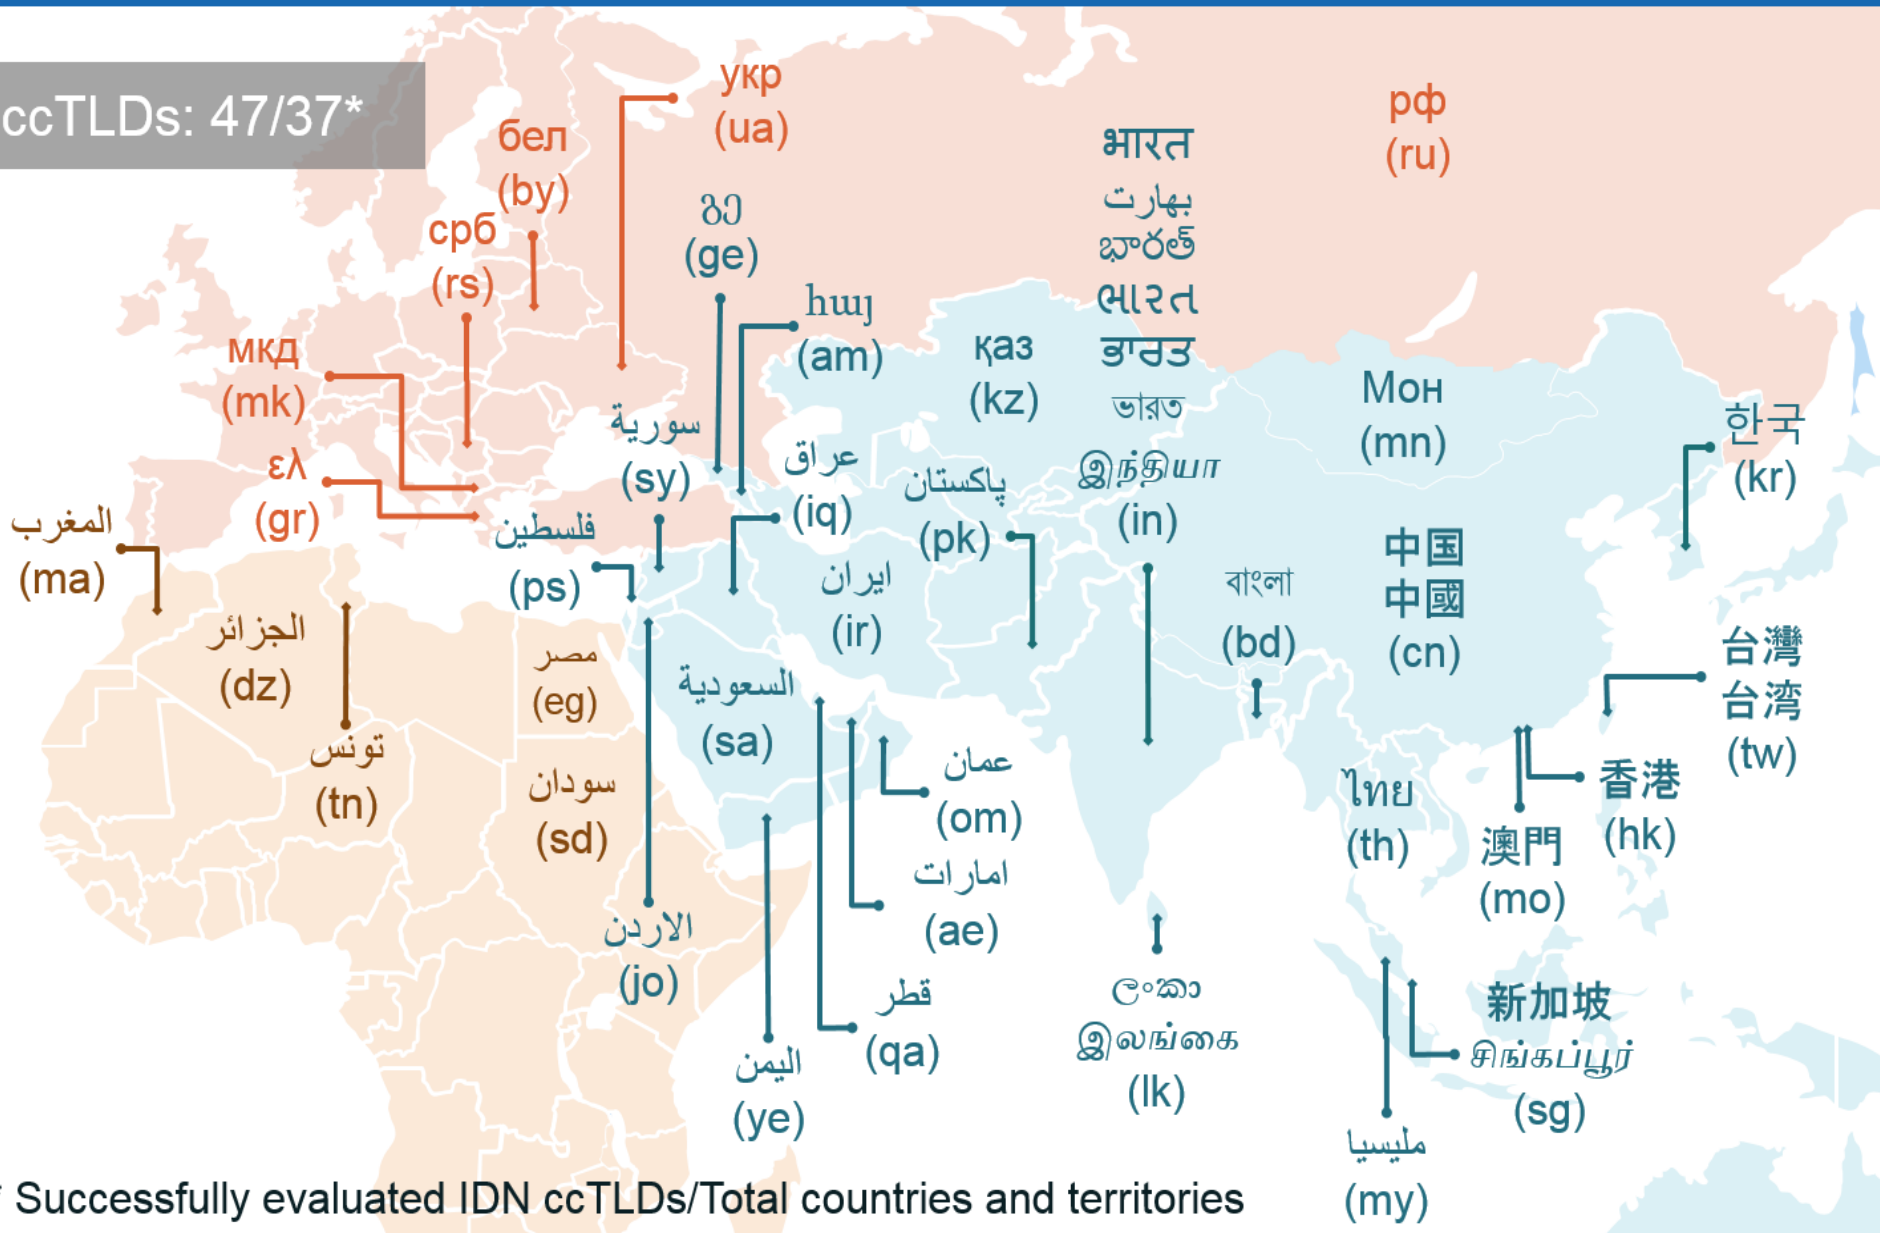 ccTLDs: 47/37*
укр
(ua)
рф
(ru)
бел
(by)
срб
(rs)
мкд
(mk)
ελ
(gr)
გე
(ge)
հայ
(am)
қаз
(kz)
भारत
بھارت
భారత్
ભારત
ਭਾਰਤ
ভারত
இந்தியா
(in)
Мон
(mn)
한국
(kr)
سورية
(sy)
عراق
(iq)
پاکستان
(pk)
المغرب
(ma)
فلسطين
(ps)
ایران
(ir)
বাংলা
(bd)
中国
中國
(cn)
台灣
台湾
(tw)
الجزائر
(dz)
مصر
(eg)
السعودية
(sa)
تونس
(tn)
سودان
(sd)
عمان
(om)
ไทย
(th)
香港
(hk)
澳門
(mo)
امارات
(ae)
الاردن
(jo)
قطر
(qa)
ලංකා
இலங்கை
(lk)
新加坡
சிங்கப்பூர்
(sg)
اليمن
(ye)
مليسيا
(my)
* Successfully evaluated IDN ccTLDs/Total countries and territories